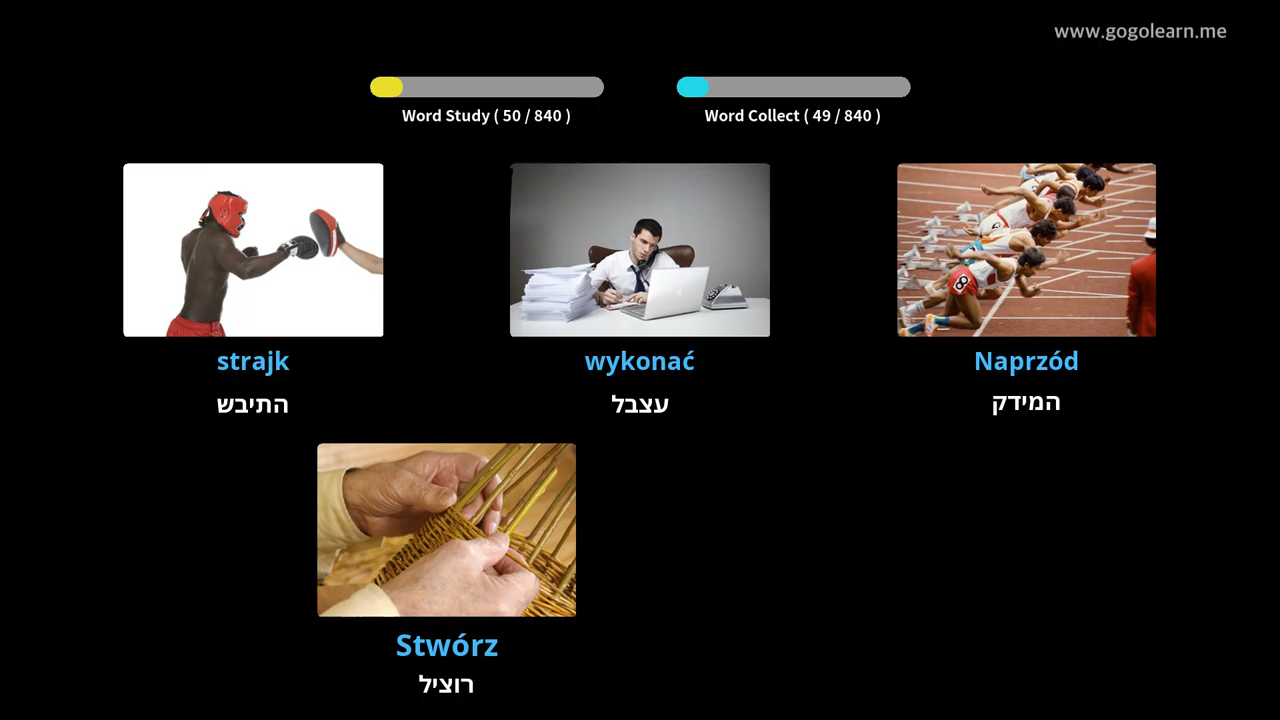 www.gogolearn.me
Word Study ( 50 / 840 )
Word Collect ( 49 / 840 )
strajk
wykonać
Naprzód
התיבש
עצבל
המידק
8
Stwórz
רוציל